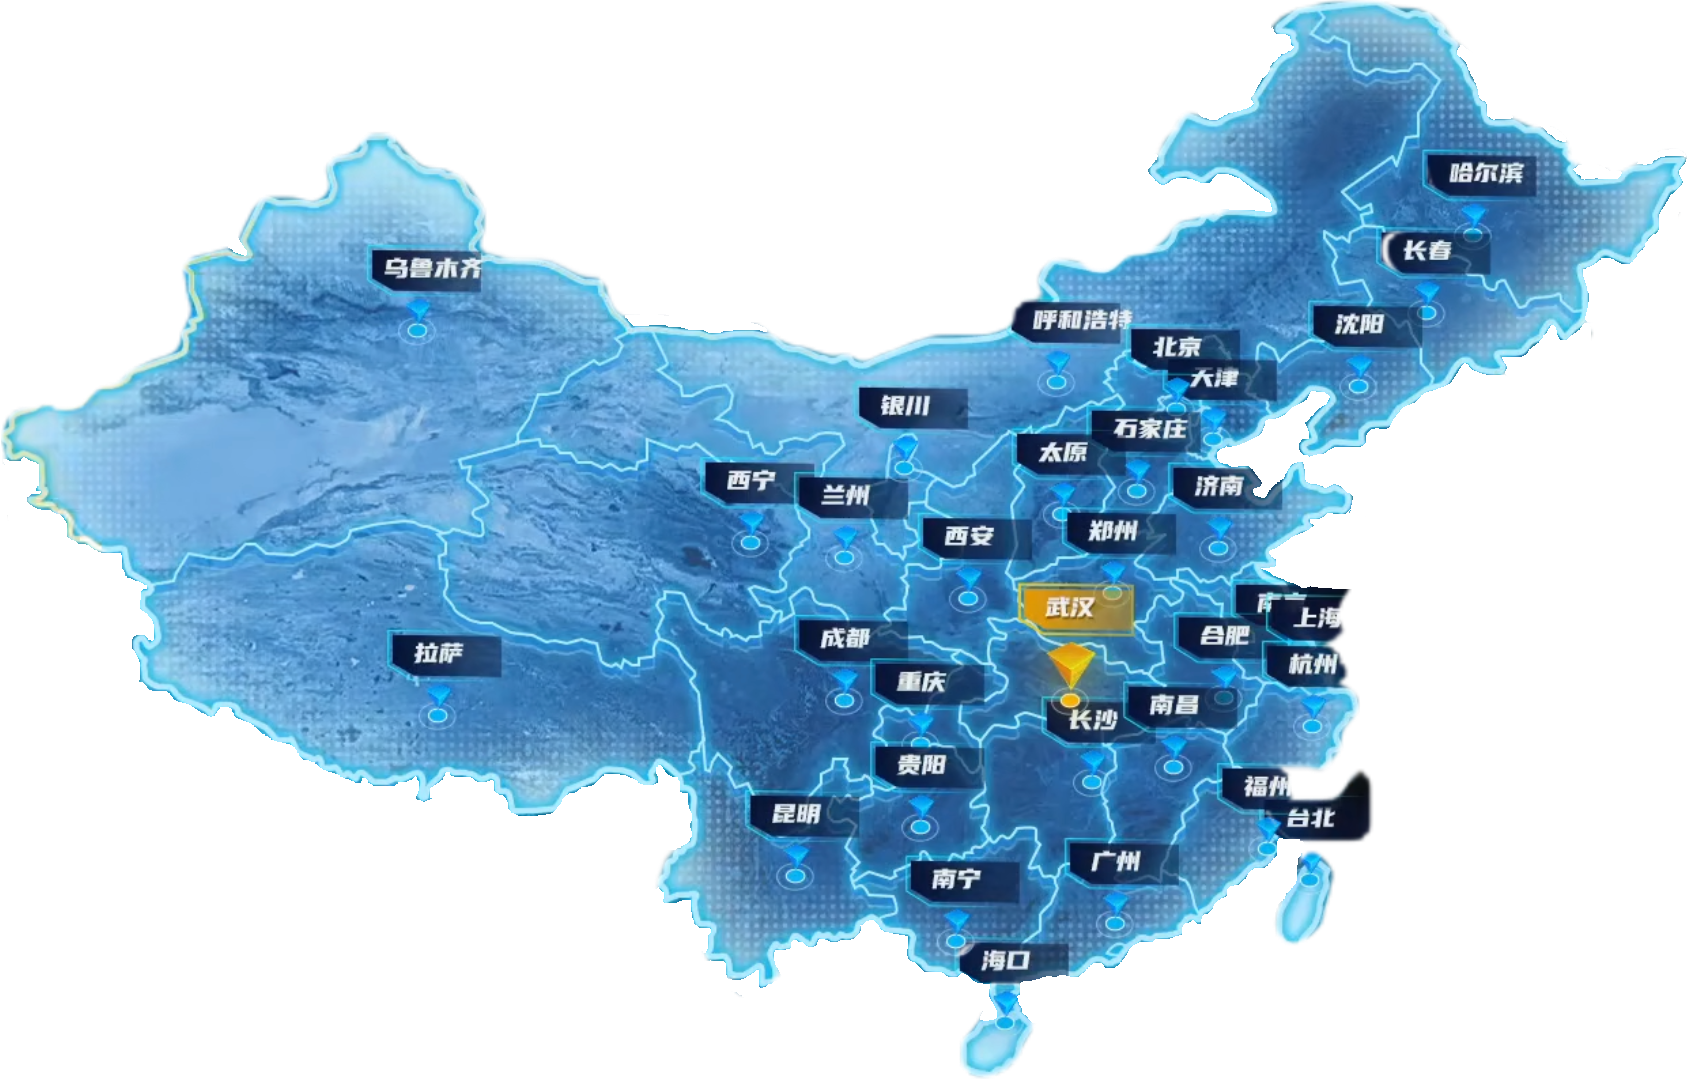 哈尔滨
长春
乌鲁木齐
呼和浩特
沈阳
北京
天津
银川
石家庄
太原
西宁
兰州
济南
西安
郑州
武汉
南京
上海
合肥
成都
拉萨
杭州
重庆
南昌
长沙
贵阳
福州
昆明
台北
广州
南宁
海口